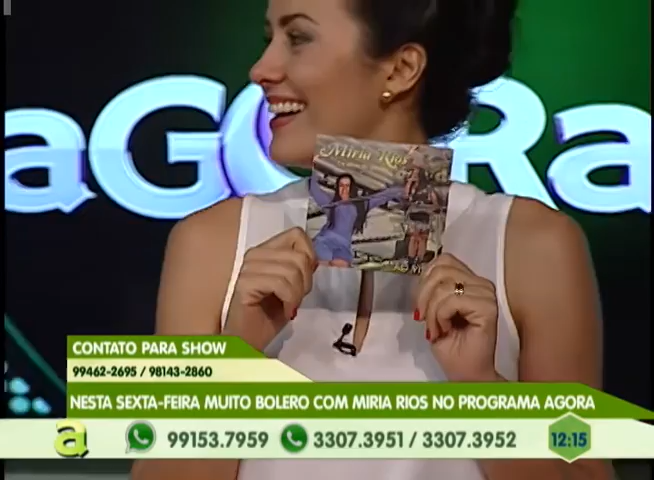 aGORa
Miria Rios
CONTATO PARA SHOW
99462-2695 / 98143-2860
NESTA SEXTA-FEIRA MUITO BOLERO COM MIRIA RIOS NO PROGRAMA AGORA
a 99153.7959 3307.3951 / 3307.3952 12:15